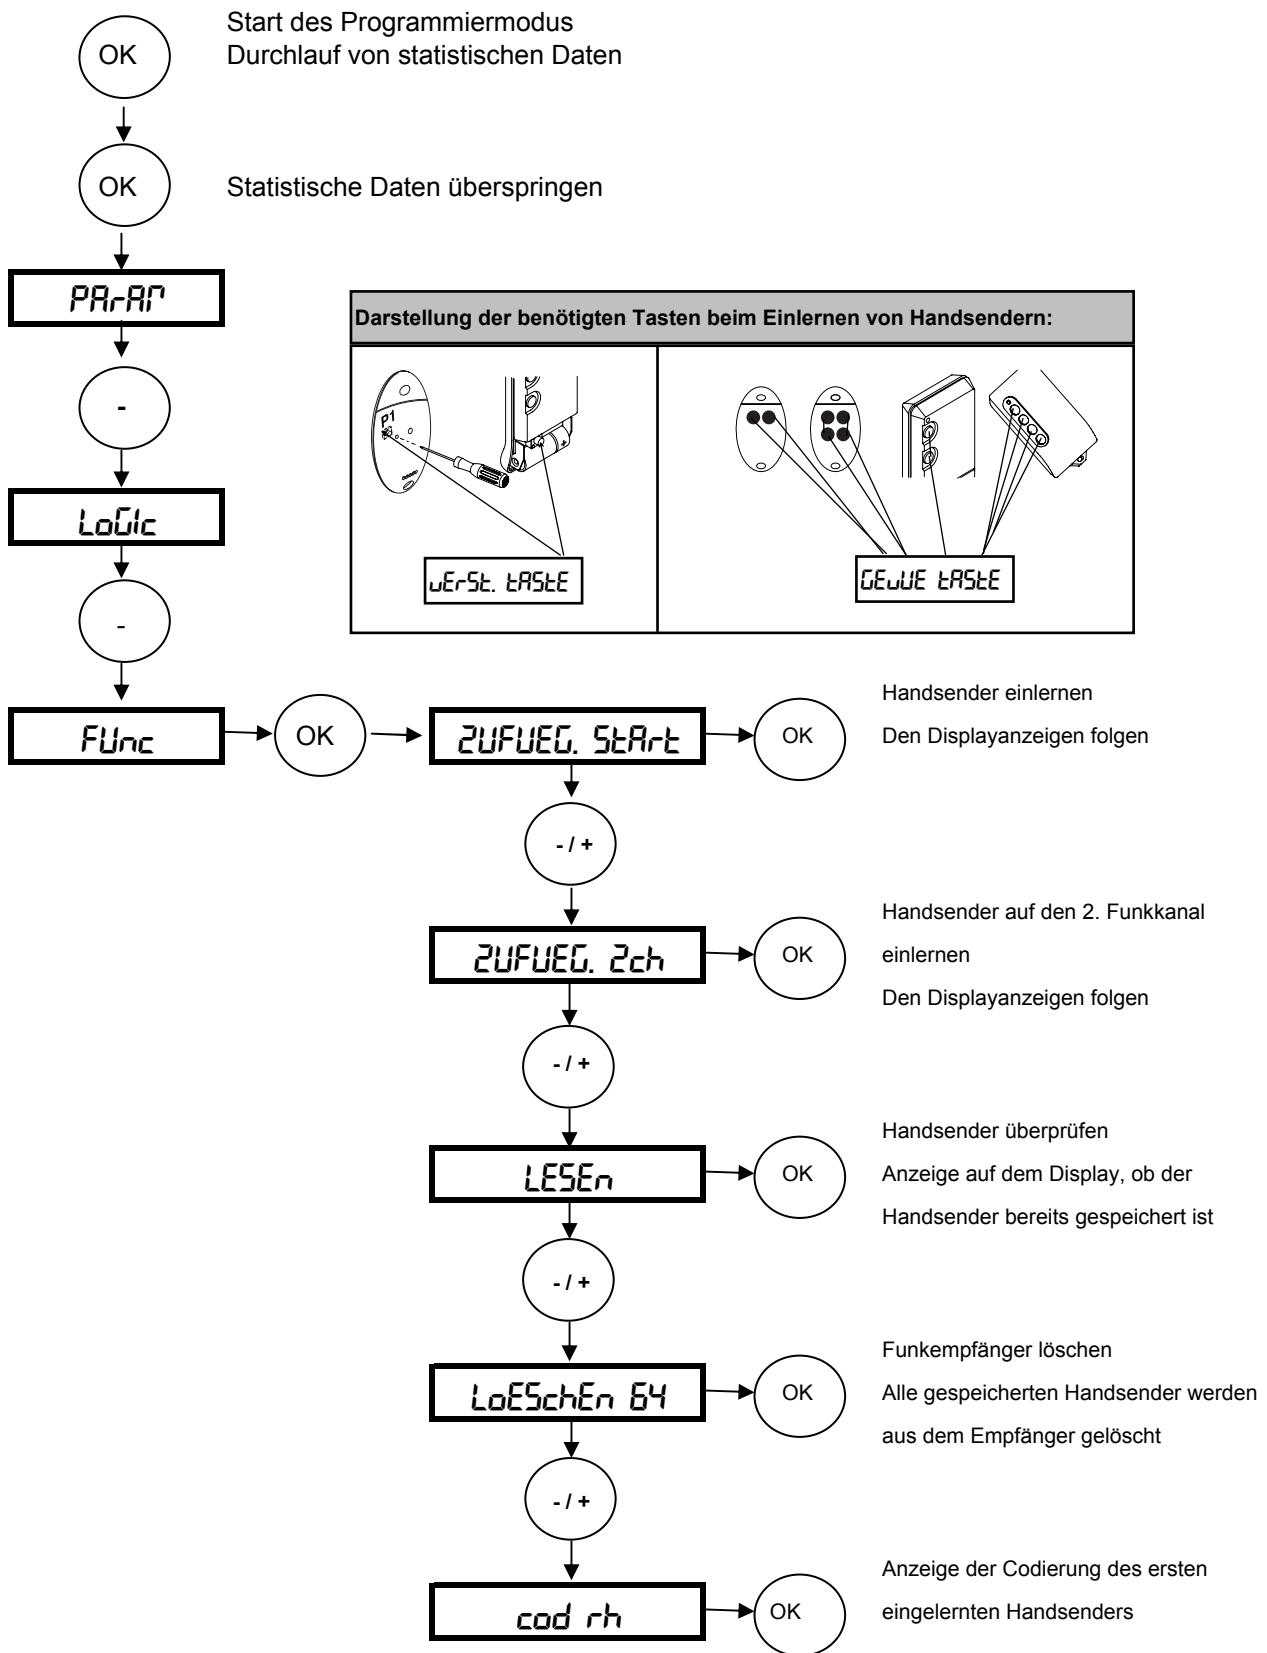 Start des Programmiermodus
OK
Durchlauf von statistischen Daten
OK
Statistische Daten überspringen
PArAM
Darstellung der benötigten Tasten beim Einlernen von Handsendern:
-
P1
LoGIc
vErSt. tAStE
GEwUE tAStE
-
FUnc
OK
ZUFUEG. StArt
OK
Handsender einlernen
Den Displayanzeigen folgen
- / +
ZUFUEG. 2ch
OK
Handsender auf den 2. Funkkanal
einlernen
Den Displayanzeigen folgen
- / +
LESEn
OK
Handsender überprüfen
Anzeige auf dem Display, ob der
Handsender bereits gespeichert ist
- / +
LoESchEn 64
OK
Funkempfänger löschen
Alle gespeicherten Handsender werden
aus dem Empfänger gelöscht
- / +
cod rh
OK
Anzeige der Codierung des ersten
eingelernten Handsenders